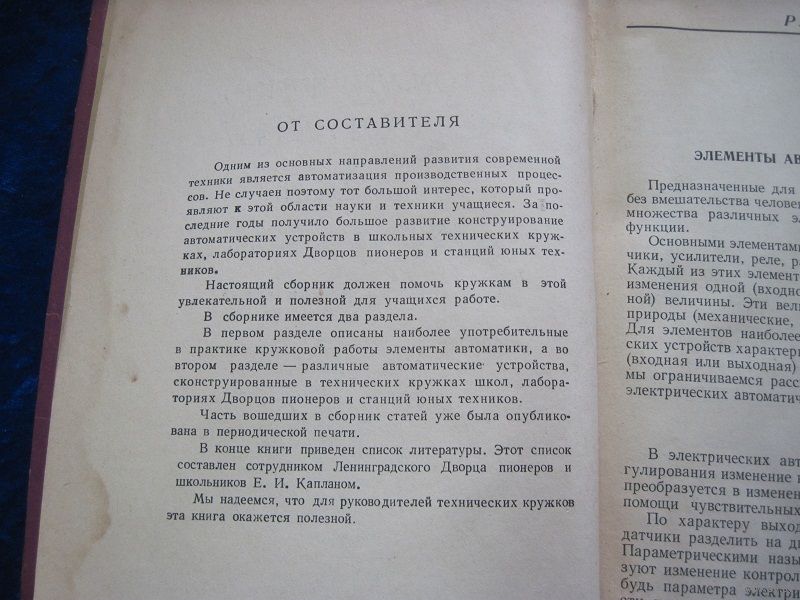 ОТ СОСТАВИТЕЛЯ
Одним из основных направлений развития современной
техники является автоматизация производственных процес-
сов. Не случаен поэтому тот большой интерес, который про-
являют к этой области науки и техники учащиеся. За по-
следние годы получило большое развитие конструирование
автоматических устройств в школьных технических круж-
ках, лабораториях Дворцов пионеров и станций юных тех-
ников.
Настоящий сборник должен помочь кружкам в этой
увлекательной и полезной для учащихся работе.
В сборнике имеется два раздела.
В первом разделе описаны наиболее употребительные
в практике кружковой работы элементы автоматики, а во
втором разделе — различные автоматические устройства,
сконструированные в технических кружках школ, лабора-
ториях Дворцов пионеров и станций юных техников.
Часть вошедших в сборник статей уже была опублико-
вана в периодической печати.
В конце книги приведен список литературы. Этот список
составлен сотрудником Ленинградского Дворца пионеров и
школьников Е. И. Капланом.
Мы надеемся, что для руководителей технических кружков
эта книга окажется полезной.
Р
ЭЛЕМЕНТЫ АВ
Предназначенные для
без вмешательства человек
множества различных эл
функции.
Основными элементами
чики, усилители, реле, ра
Каждый из этих элемент
изменения одной (входно
ной) величины. Эти вели
природы (механические,
Для элементов наиболее
ских устройств характерн
(входная или выходная)
мы ограничиваемся расс
электрических автоматич
В электрических авт
гулирования изменение к
преобразуется в изменен
помощи чувствительных
По характеру выход
датчики разделить на дв
Параметрическими назы
зуют изменение контрол
будь параметра электри